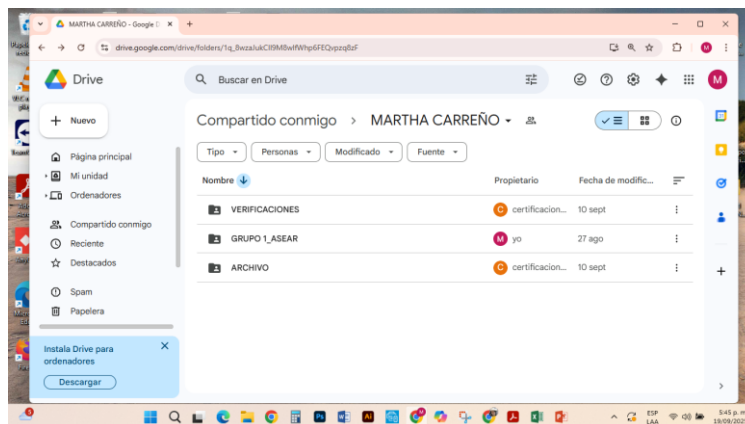 MARTHA CARREÑO - Google D
drive.google.com/drive/folders/1q_8wzaJukCII9M8wIfWhp6FEQvpzq8zF
Drive
Buscar en Drive
M
Nuevo
Compartido conmigo > MARTHA CARREÑO
Tipo
Personas
Modificado
Fuente
Página principal
Mi unidad
Ordenadores
Compartido conmigo
Reciente
Destacados
Spam
Papelera
Nombre
Propietario
Fecha de modific...
VERIFICACIONES
C certificacion...
10 sept
GRUPO 1_ASEAR
M yo
27 ago
ARCHIVO
C certificacion...
10 sept
Instala Drive para
ordenadores
Descargar
ESP
LAA
5:45 p. m.